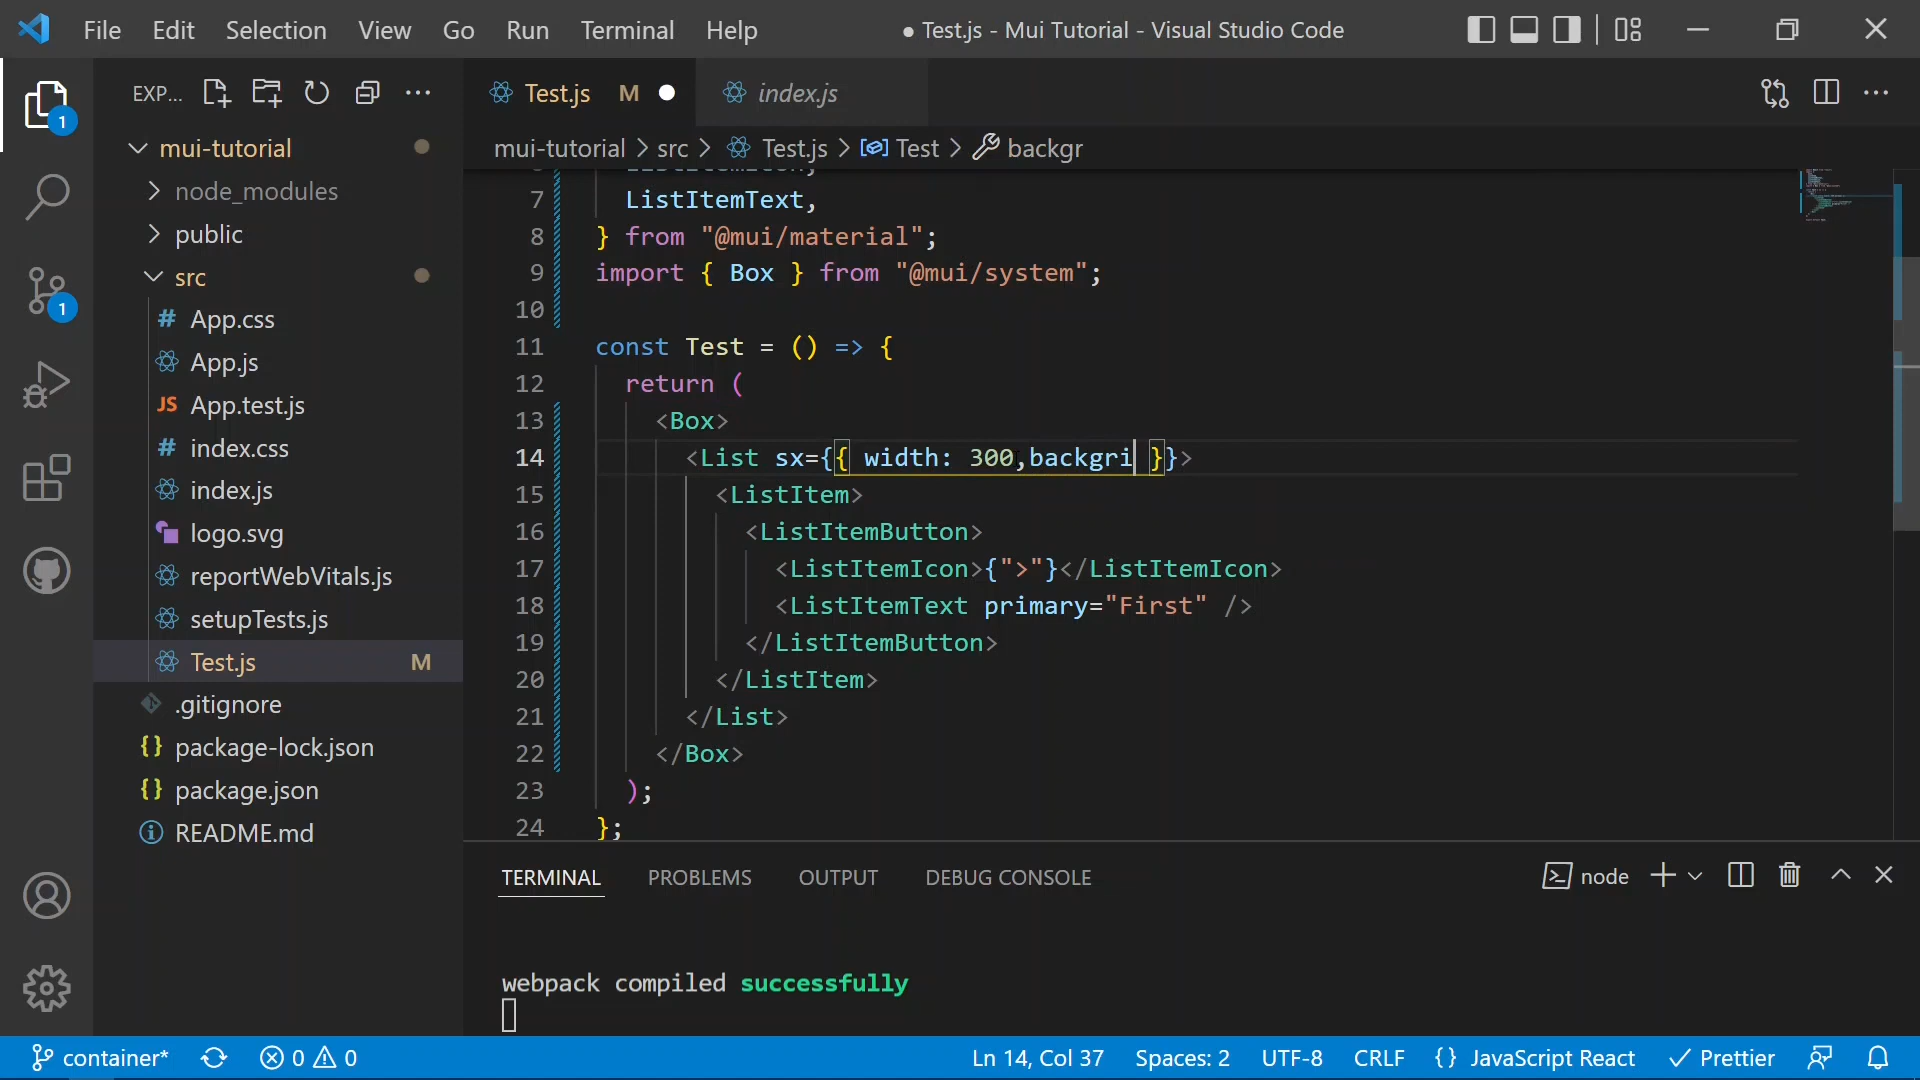 File Edit Selection View Go Run Terminal Help
● Test.js - Mui Tutorial - Visual Studio Code
EXP...
Test.js M
index.js
mui-tutorial > src > Test.js > Test > backgr
1
1
mui-tutorial
node_modules
public
src
# App.css
App.js
JS App.test.js
# index.css
index.js
logo.svg
reportWebVitals.js
setupTests.js
Test.js M
.gitignore
{} package-lock.json
{} package.json
README.md
7 ListItemText,
8 } from "@mui/material";
9 import { Box } from "@mui/system";
10
11 const Test = () => {
12 return (
13 <Box>
14 <List sx={{ width: 300,backgri }}>
15 <ListItem>
16 <ListItemButton>
17 <ListItemIcon>{">"}</ListItemIcon>
18 <ListItemText primary="First" />
19 </ListItemButton>
20 </ListItem>
21 </List>
22 </Box>
23 );
24 };
TERMINAL PROBLEMS OUTPUT DEBUG CONSOLE
node
webpack compiled successfully
container* 0 0
Ln 14, Col 37 Spaces: 2 UTF-8 CRLF {} JavaScript React Prettier